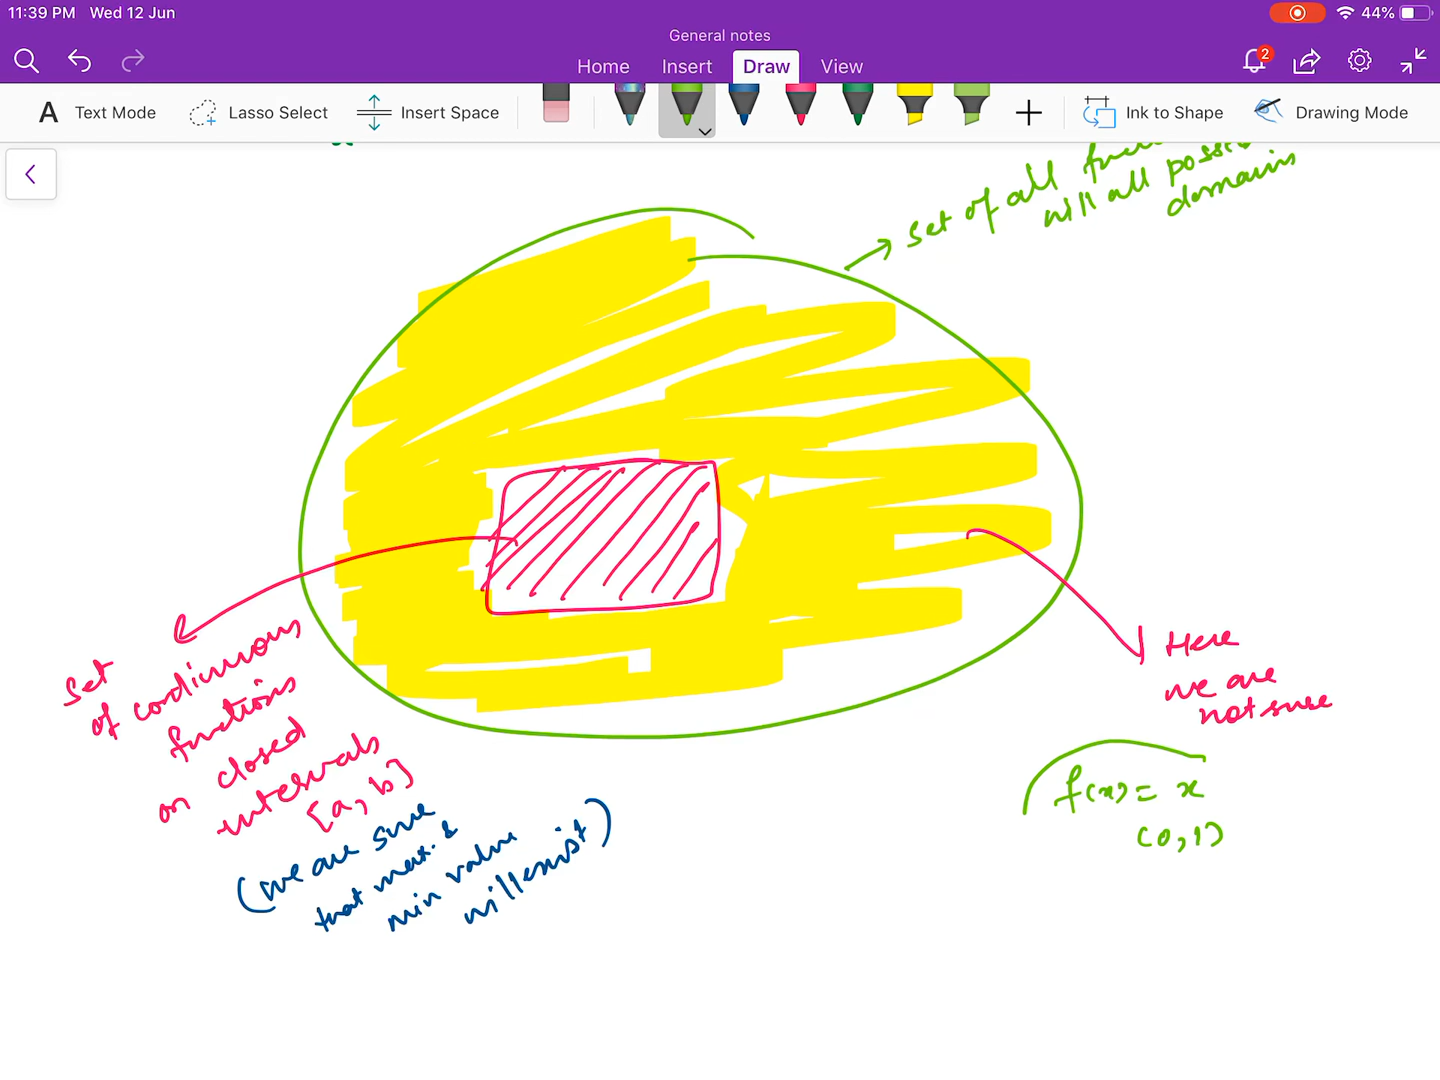 11:39 PM Wed 12 Jun
44%
General notes
Home Insert Draw View
2
A Text Mode Lasso Select Insert Space Ink to Shape Drawing Mode
set of all
will all
domains
Set
of continuous
functions
on closed
intervals
[a, b]
(we are sure
that max. &
min value
will exist)
Here
we are
not sure
f(x) = x
(0, 1)